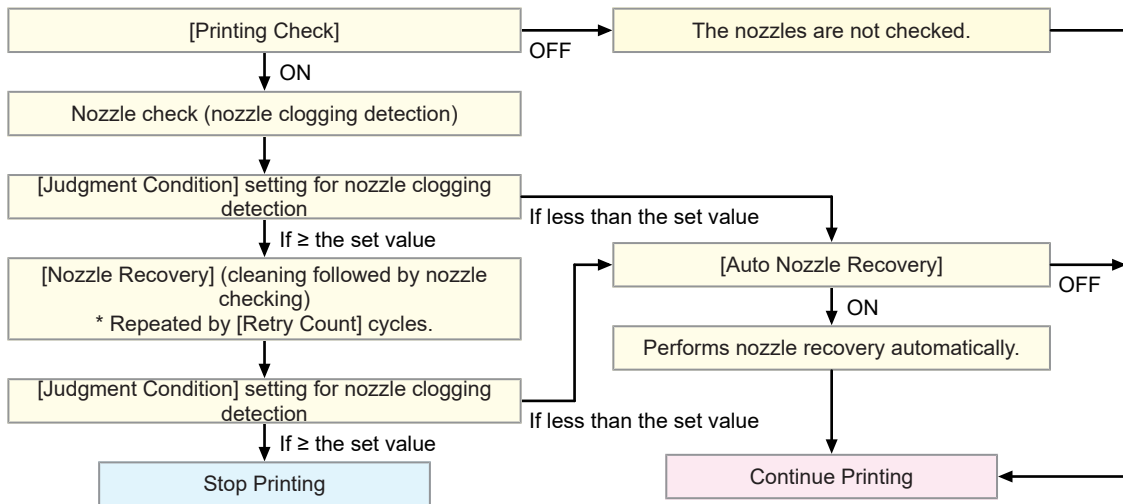 [Printing Check]
OFF
The nozzles are not checked.
ON
Nozzle check (nozzle clogging detection)
[Judgment Condition] setting for nozzle clogging
detection
If less than the set value
If ≥ the set value
[Nozzle Recovery] (cleaning followed by nozzle
checking)
* Repeated by [Retry Count] cycles.
[Auto Nozzle Recovery]
OFF
ON
Performs nozzle recovery automatically.
[Judgment Condition] setting for nozzle clogging
detection
If less than the set value
If ≥ the set value
Stop Printing
Continue Printing